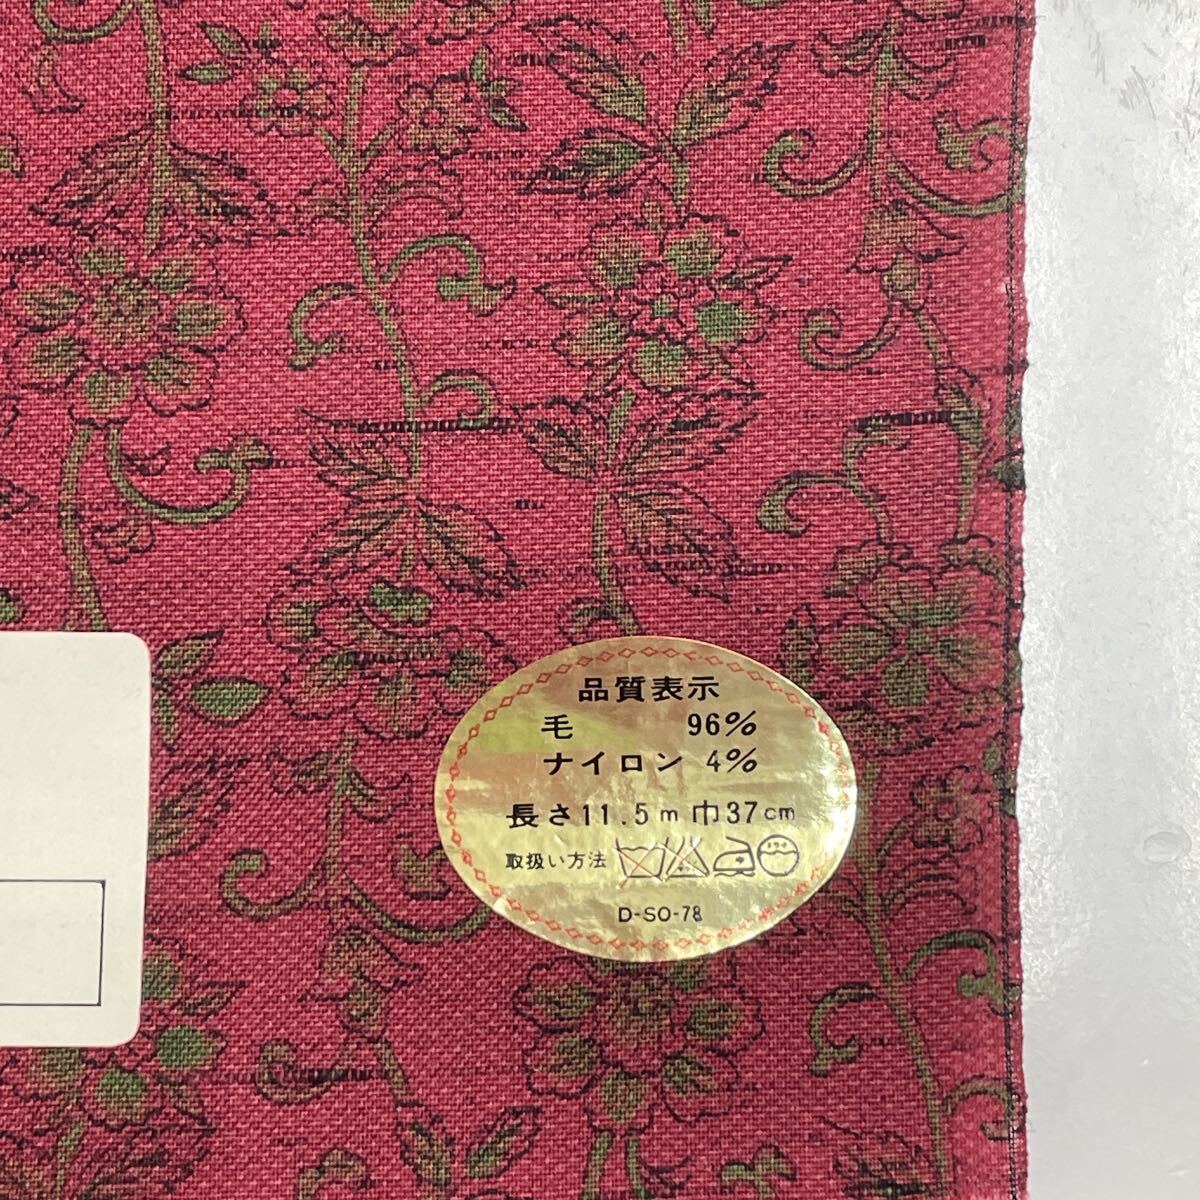 品質表示
毛 96%
ナイロン 4%
長さ11.5m 巾37cm
取扱い方法
D-SO-78